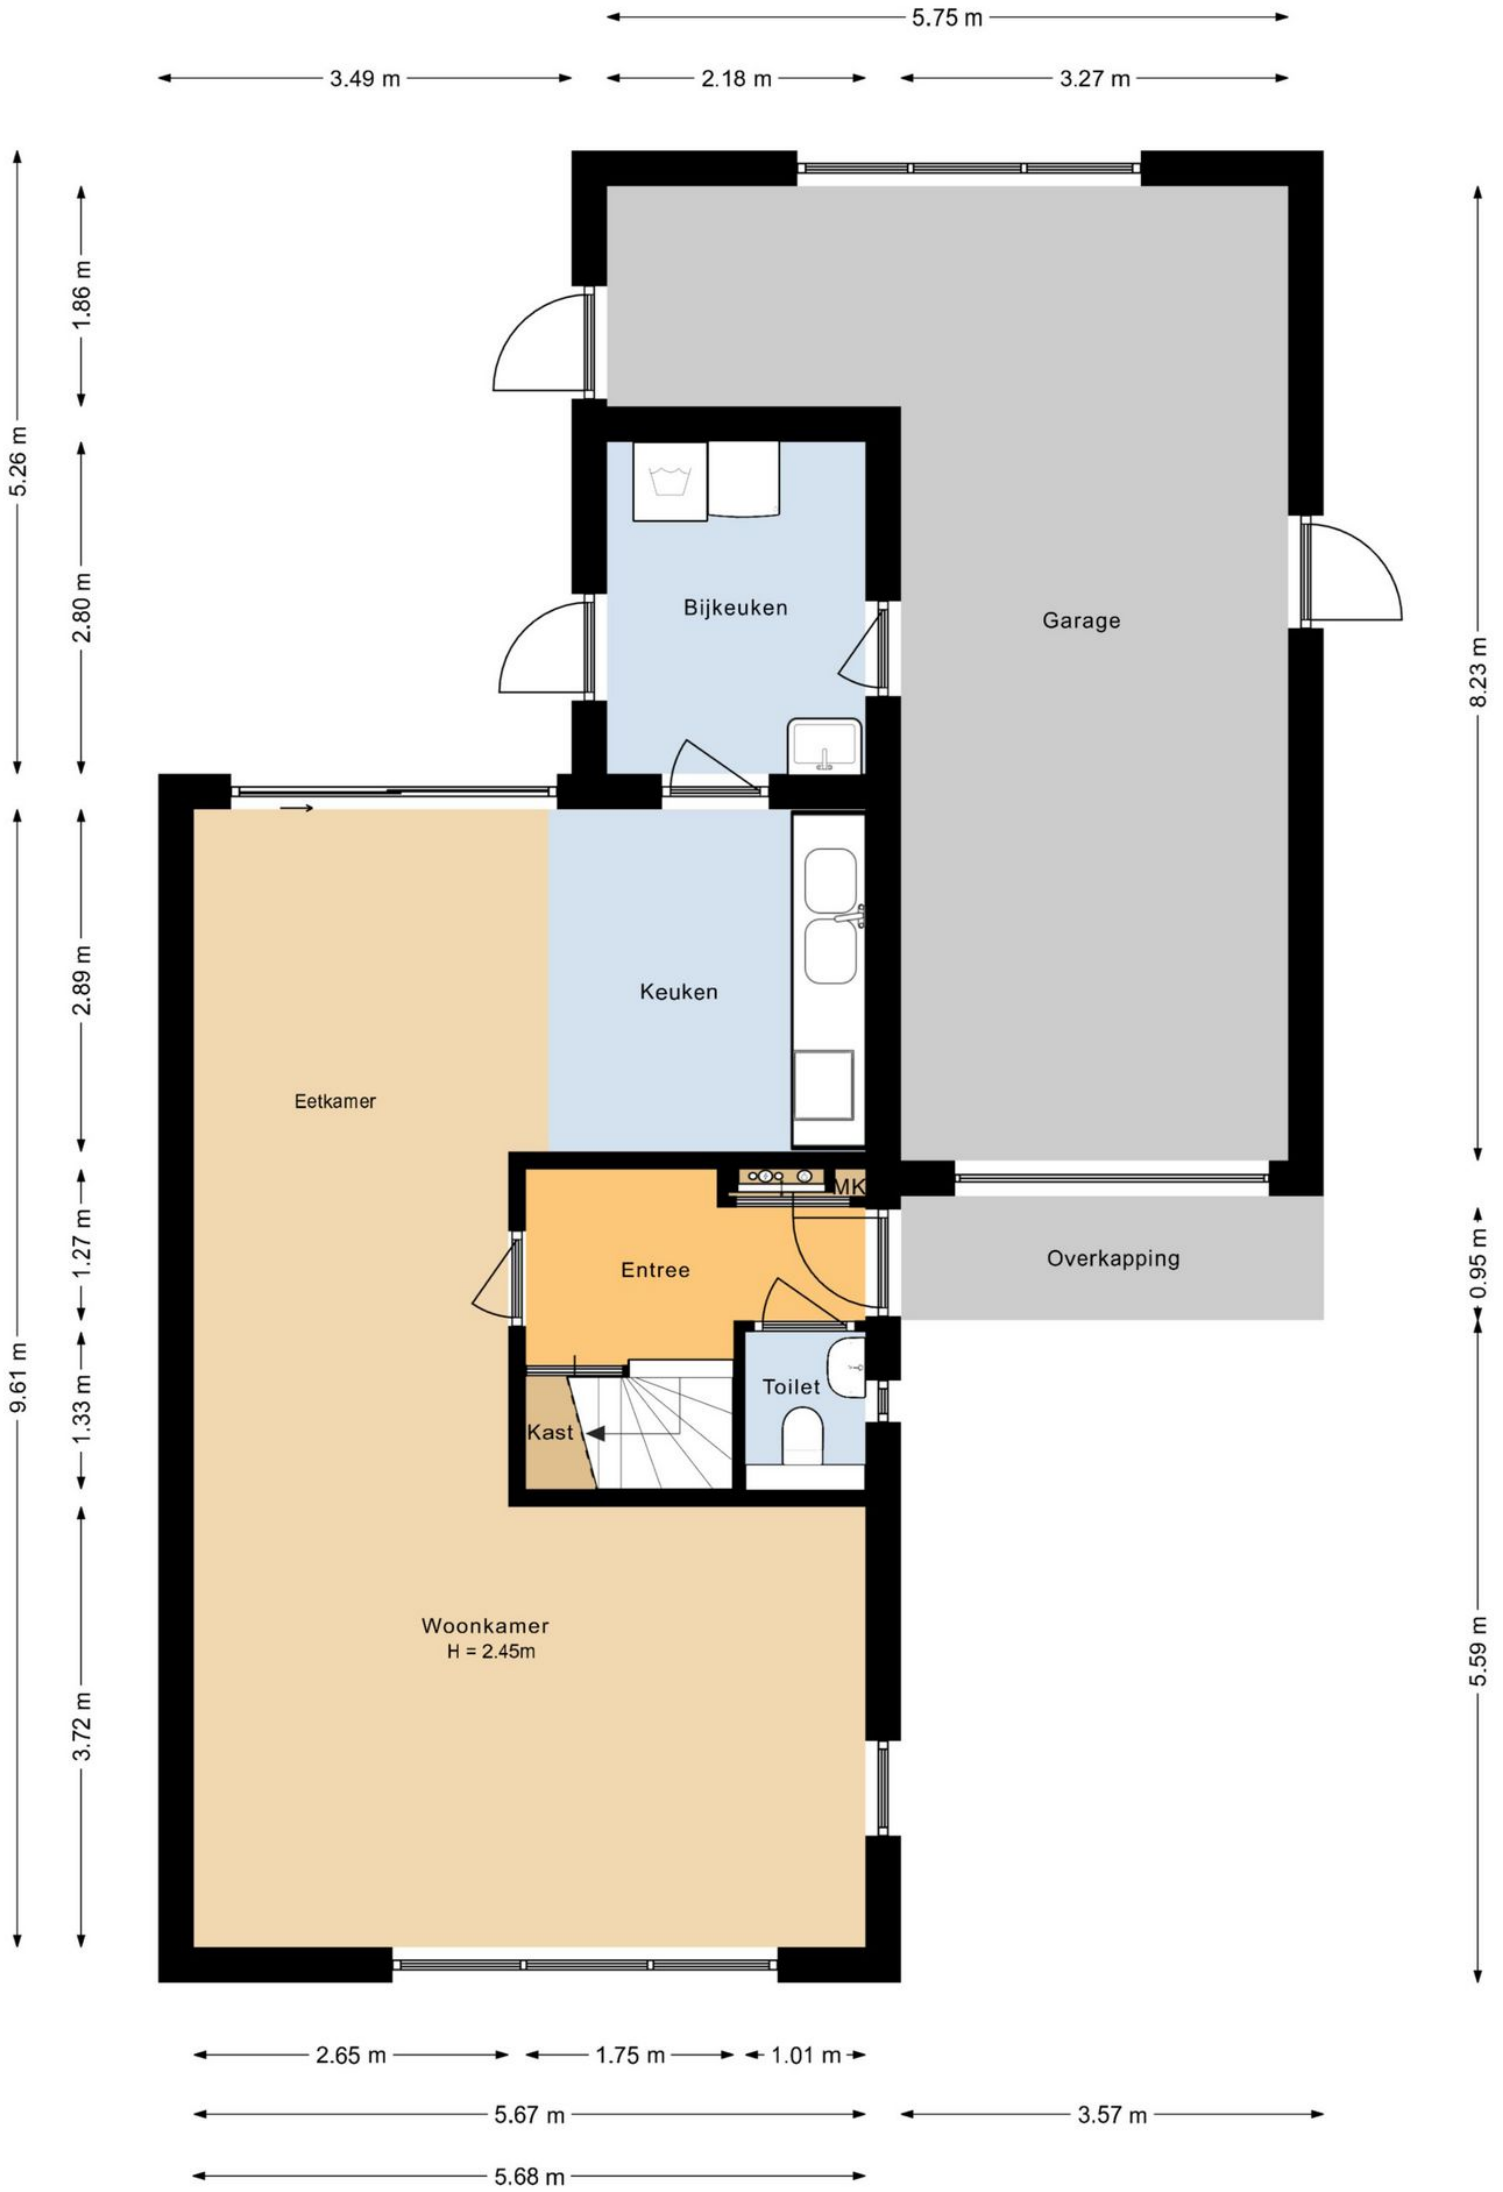 5.75 m
3.49 m
2.18 m
3.27 m
5.26 m
1.86 m
2.80 m
Bijkeuken
Garage
8.23 m
2.89 m
Keuken
Eetkamer
MK
1.27 m
Entree
Overkapping
0.95 m
9.61 m
1.33 m
Toilet
Kast
Woonkamer
H = 2.45m
3.72 m
5.59 m
2.65 m
1.75 m
1.01 m
5.67 m
3.57 m
5.68 m